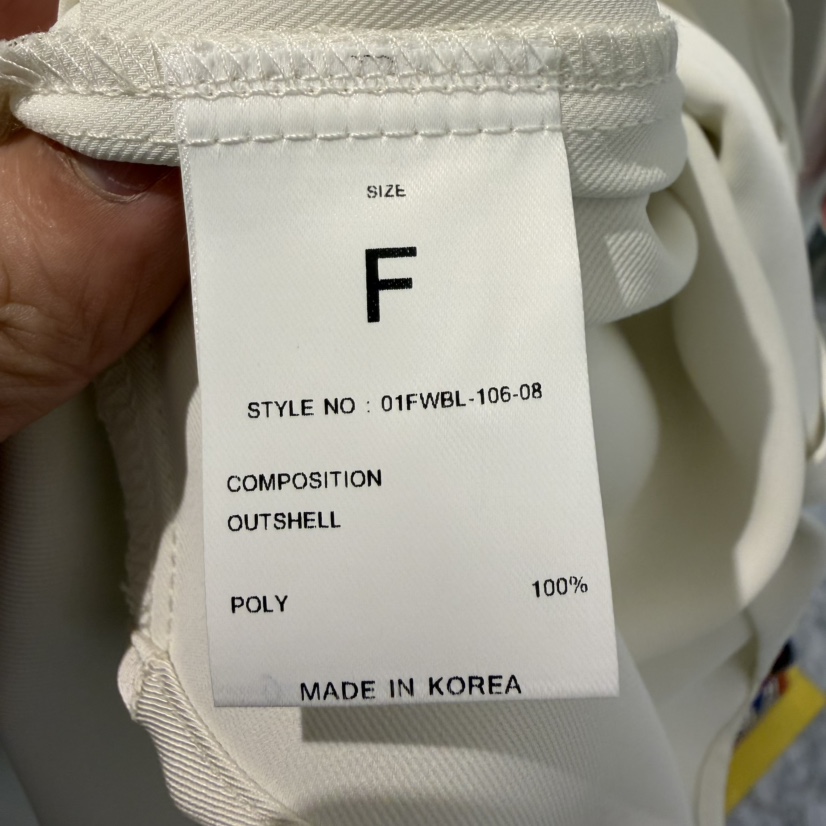 SIZE
F
STYLE NO : 01FWBL-106-08
COMPOSITION
OUTSHELL
POLY 100%
MADE IN KOREA